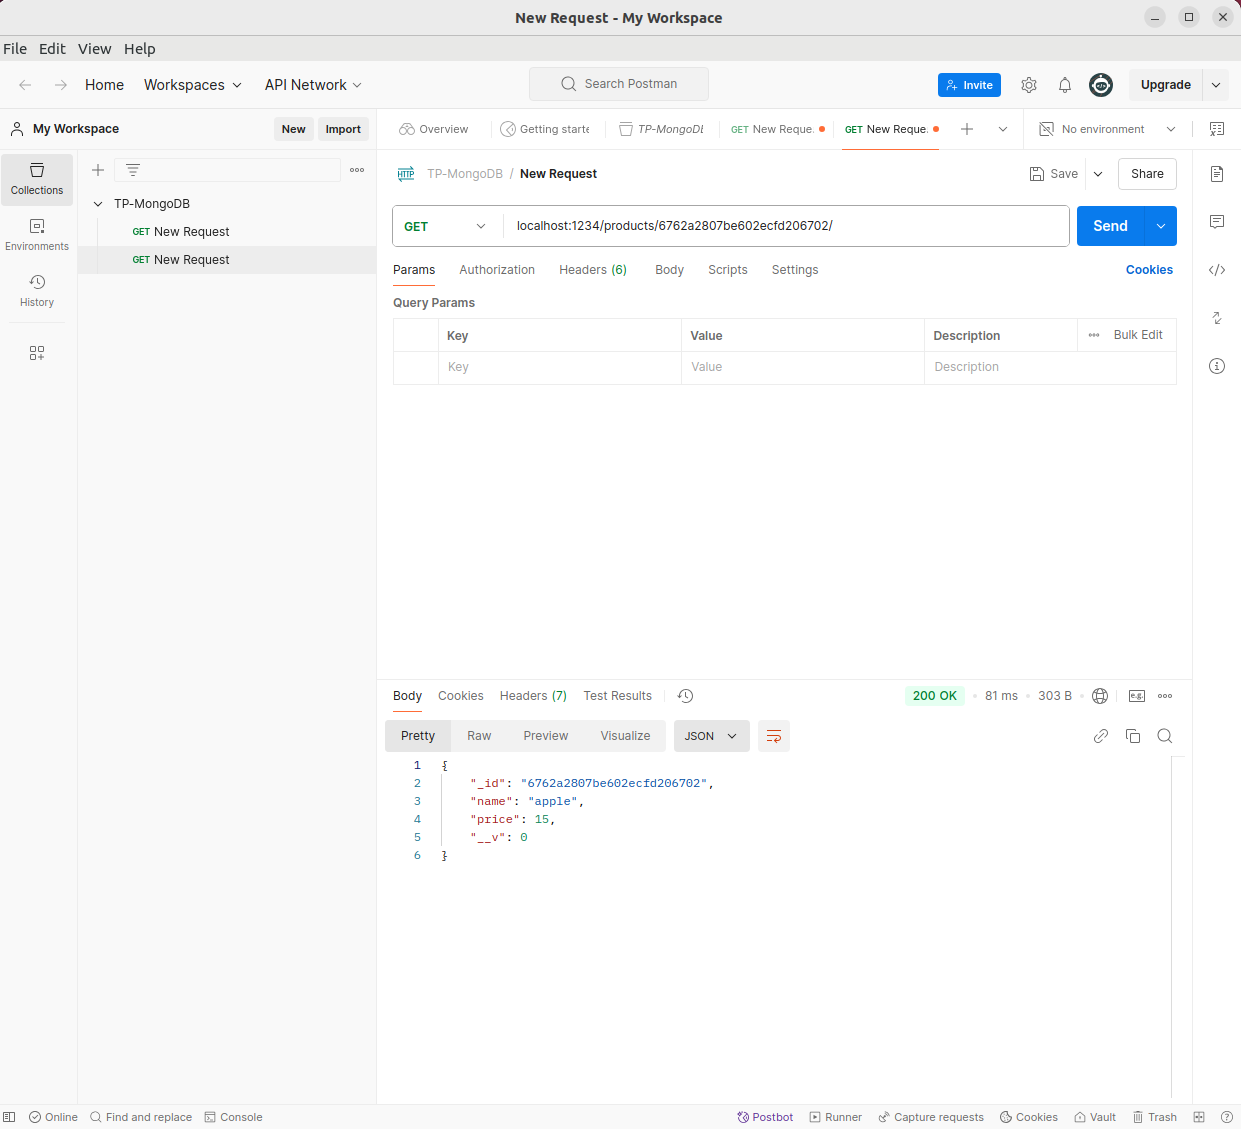 New Request - My Workspace
File Edit View Help
Home Workspaces API Network Search Postman Invite Upgrade
My Workspace New Import Overview Getting starte TP-MongoDB GET New Reque. GET New Reque. No environment
Collections
Environments
History
TP-MongoDB
GET New Request
GET New Request
HTTP TP-MongoDB / New Request Save Share
GET localhost:1234/products/6762a2807be602ecfd206702/ Send
Params Authorization Headers (6) Body Scripts Settings Cookies
Query Params
Key Value Description Bulk Edit
Key Value Description
Body Cookies Headers (7) Test Results 200 OK 81 ms 303 B e.g.
Pretty Raw Preview Visualize JSON
1 {
2 "_id": "6762a2807be602ecfd206702",
3 "name": "apple",
4 "price": 15,
5 "__v": 0
6 }
Online Find and replace Console Postbot Runner Capture requests Cookies Vault Trash